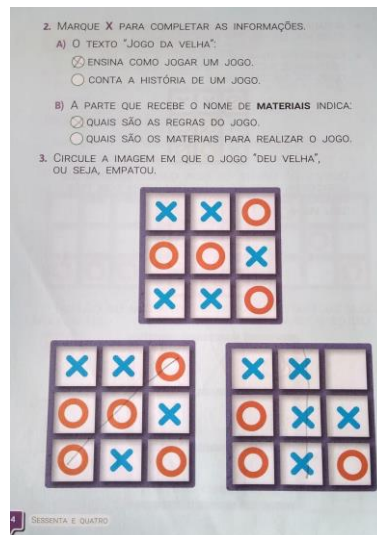 2. MARQUE X PARA COMPLETAR AS INFORMAÇÕES.
A) O TEXTO "JOGO DA VELHA":
ENSINA COMO JOGAR UM JOGO.
CONTA A HISTÓRIA DE UM JOGO.
B) A PARTE QUE RECEBE O NOME DE MATERIAIS INDICA:
QUAIS SÃO AS REGRAS DO JOGO.
QUAIS SÃO OS MATERIAIS PARA REALIZAR O JOGO.
3. CIRCULE A IMAGEM EM QUE O JOGO "DEU VELHA",
OU SEJA, EMPATOU.
X X O
O O X
X X O
X X O
O O X
O X O
X X
O X X
O X O
4 SESSENTA E QUATRO